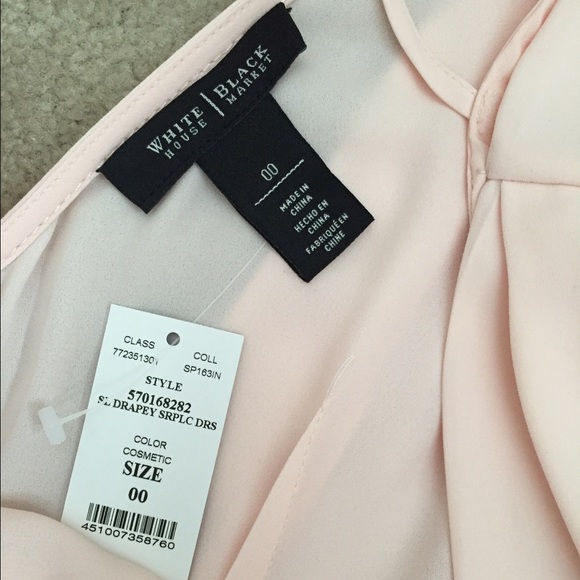 WHITE | BLACK
HOUSE | MARKET
00
MADE IN
CHINA
HECHO EN
CHINA
FABRIQUÉ EN
CHINE
CLASS COLL
772351301 SP163IN
STYLE
570168282
SL DRAPEY SRPLC DRS
COLOR
COSMETIC
SIZE
00
451007358760